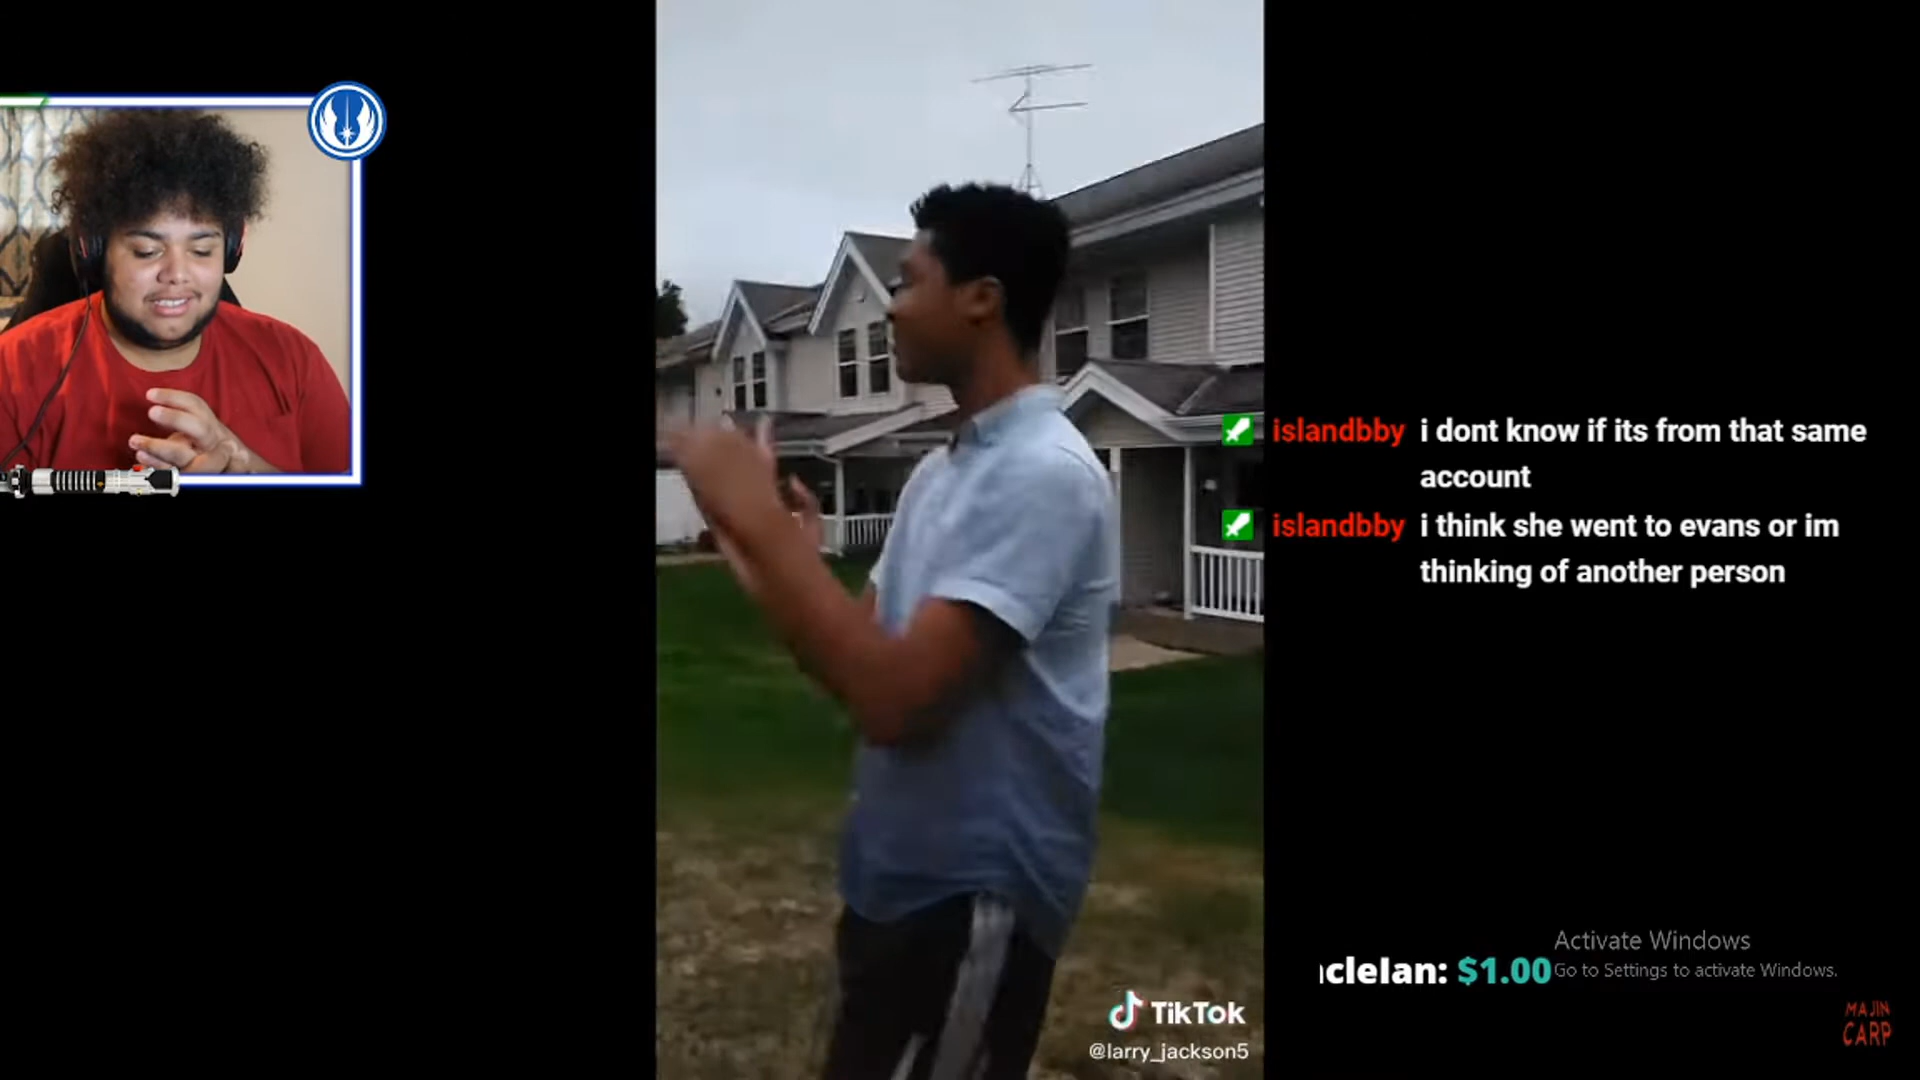 islandbby i dont know if its from that same
account
islandbby i think she went to evans or im
thinking of another person
Activate Windows
clelan: $1.00 Go to Settings to activate Windows.
MAJIN
CARP
TikTok
@larry_jackson5